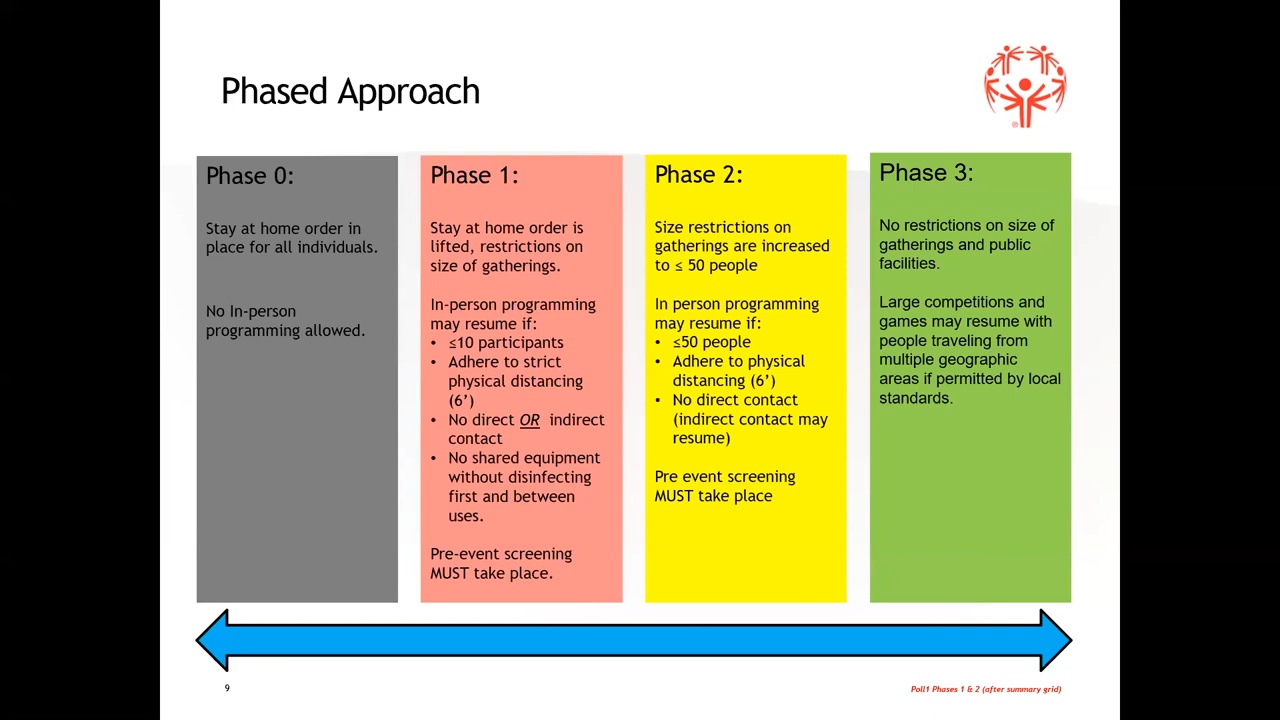 Phased Approach
®
Phase 0:
Stay at home order in
place for all individuals.
No In-person
programming allowed.
Phase 1:
Stay at home order is
lifted, restrictions on
size of gatherings.
In-person programming
may resume if:
• ≤10 participants
• Adhere to strict
physical distancing
(6’)
• No direct OR indirect
contact
• No shared equipment
without disinfecting
first and between
uses.
Pre-event screening
MUST take place.
Phase 2:
Size restrictions on
gatherings are increased
to ≤ 50 people
In person programming
may resume if:
• ≤50 people
• Adhere to physical
distancing (6’)
• No direct contact
(indirect contact may
resume)
Pre event screening
MUST take place
Phase 3:
No restrictions on size of
gatherings and public
facilities.
Large competitions and
games may resume with
people traveling from
multiple geographic
areas if permitted by local
standards.
9
Poll1 Phases 1 & 2 (after summary grid)